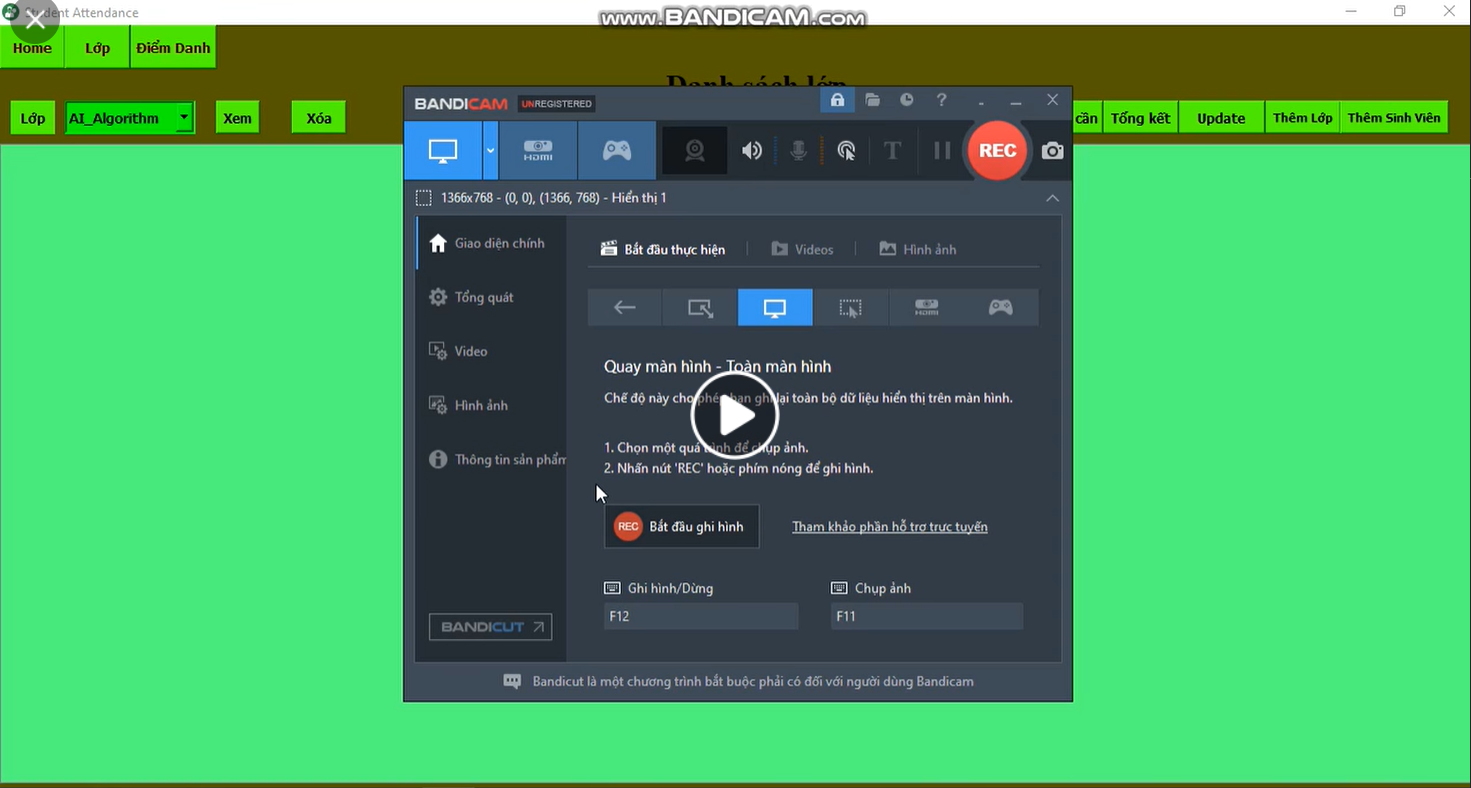 Student Attendance
www.BANDICAM.com
Home Lớp Điểm Danh
Danh sách lớp
Lớp AI_Algorithm Xem Xóa cần Tổng kết Update Thêm Lớp Thêm Sinh Viên
BANDICAM UNREGISTERED
HDMI T REC
1366x768 - (0, 0), (1366, 768) - Hiển thị 1
Giao diện chính
Tổng quát
Video
Hình ảnh
Thông tin sản phẩm
BANDICUT
Bắt đầu thực hiện Videos Hình ảnh
HDMI
Quay màn hình - Toàn màn hình
Chế độ này cho phép bạn ghi lại toàn bộ dữ liệu hiển thị trên màn hình.
1. Chọn một quá trình để chụp ảnh.
2. Nhấn nút 'REC' hoặc phím nóng để ghi hình.
REC Bắt đầu ghi hình Tham khảo phần hỗ trợ trực tuyến
Ghi hình/Dừng Chụp ảnh
F12 F11
Bandicut là một chương trình bắt buộc phải có đối với người dùng Bandicam